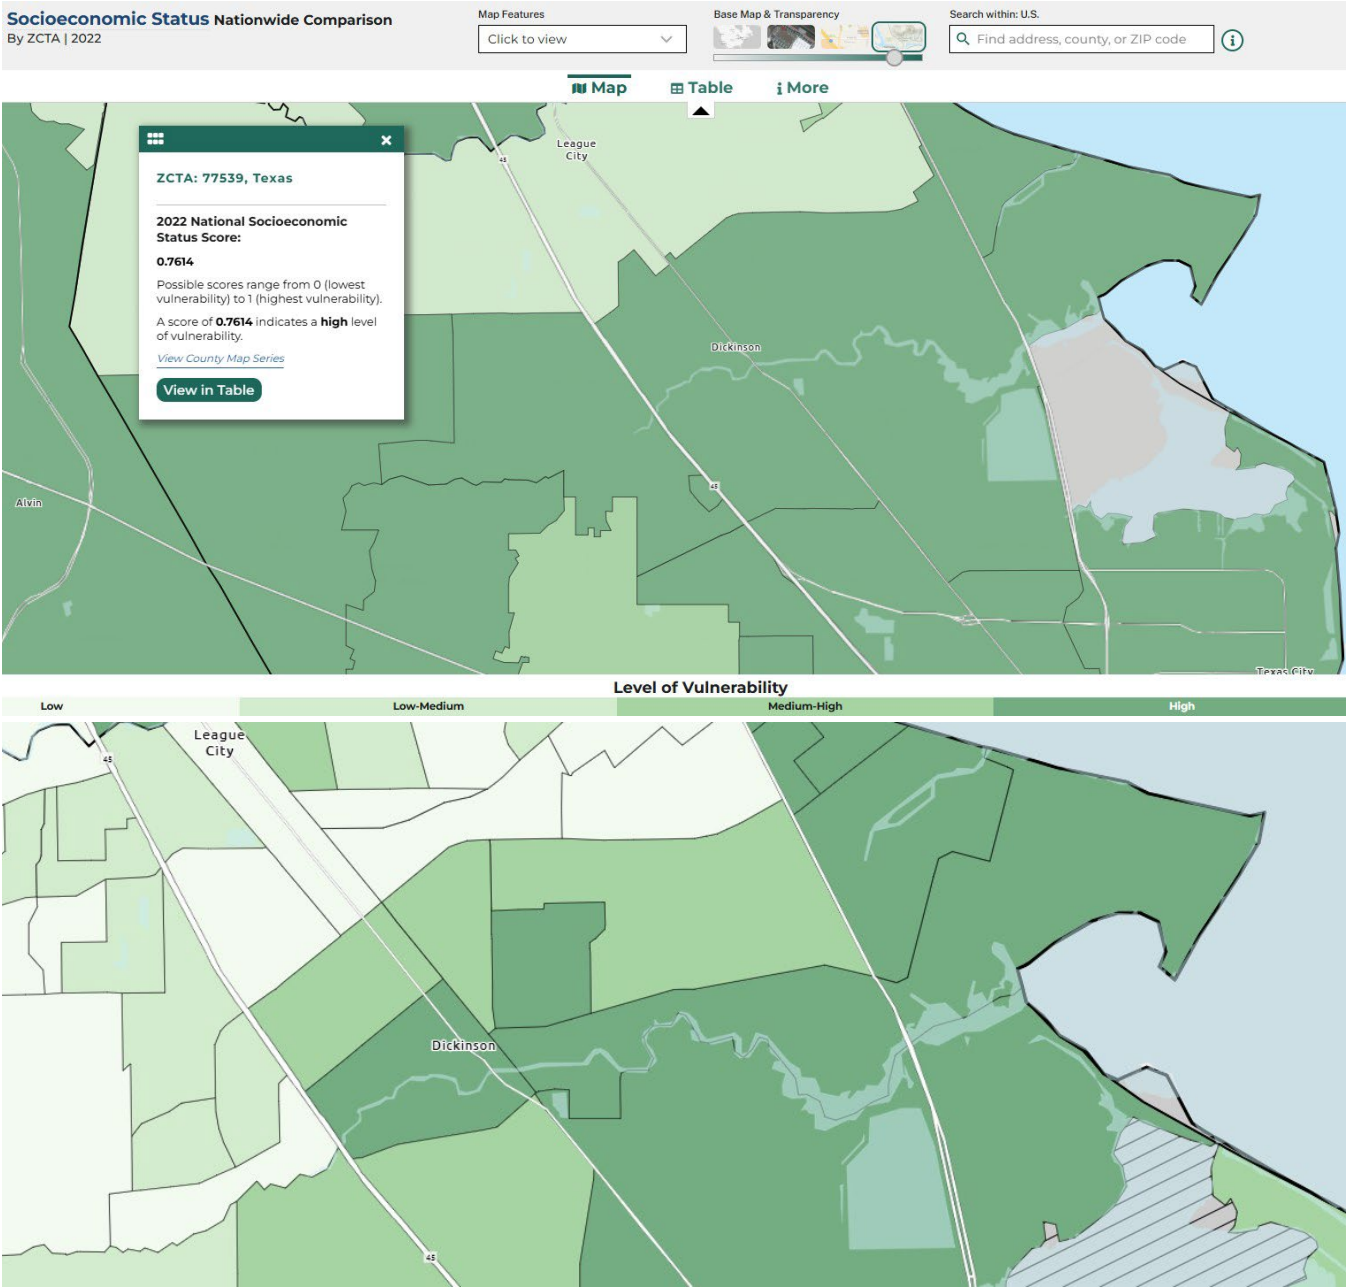 Socioeconomic Status Nationwide Comparison
By ZCTA | 2022
Map Features
Click to view
Base Map & Transparency
Search within: U.S.
Find address, county, or ZIP code
i
Map
Table
i More
ZCTA: 77539, Texas
2022 National Socioeconomic
Status Score:
0.7614
Possible scores range from 0 (lowest
vulnerability) to 1 (highest vulnerability).
A score of 0.7614 indicates a high level
of vulnerability.
View County Map Series
View in Table
League
City
45
Dickinson
45
Alvin
Texas City
Level of Vulnerability
Low
Low-Medium
Medium-High
High
League
City
45
Dickinson
45